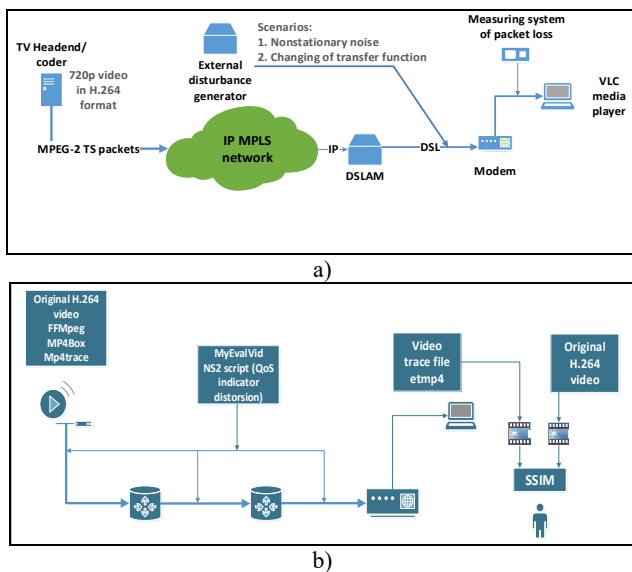 Scenarios:
1. Nonstationary noise
2. Changing of transfer function
Measuring system
of packet loss
TV Headend/
coder
720p video
in H.264
format
External
disturbance
generator
VLC
media
player
MPEG-2 TS packets
IP MPLS
network
IP
DSLAM
DSL
Modem
a)
Original H.264
video
FFMpeg
MP4Box
Mp4trace
MyEvalVid
NS2 script (QoS
indicator
distorsion)
Video
trace file
etmp4
Original
H.264
video
SSIM
b)